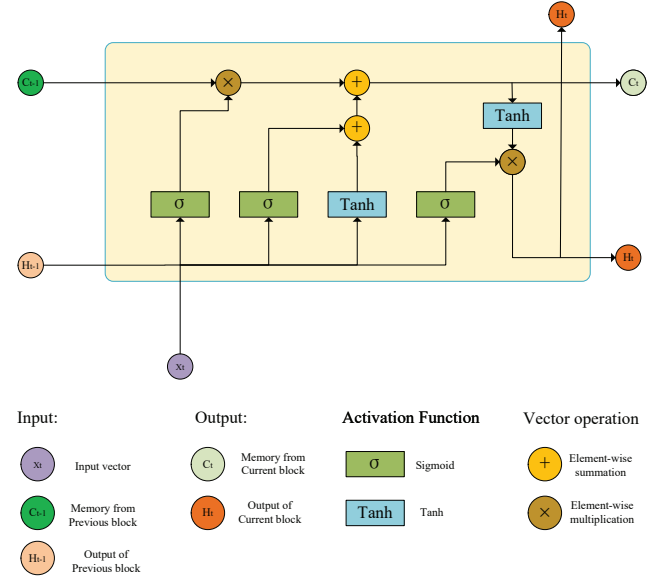 Ht
Ct-1 × + Ct
Tanh
+
×
σ σ Tanh σ
Ht-1 Ht
Xt
Input: Output: Activation Function Vector operation
Xt Input vector
Ct Memory from
Current block
σ Sigmoid
+ Element-wise
summation
Ct-1 Memory from
Previous block
Ht Output of
Current block
Tanh Tanh
× Element-wise
multiplication
Ht-1 Output of
Previous block